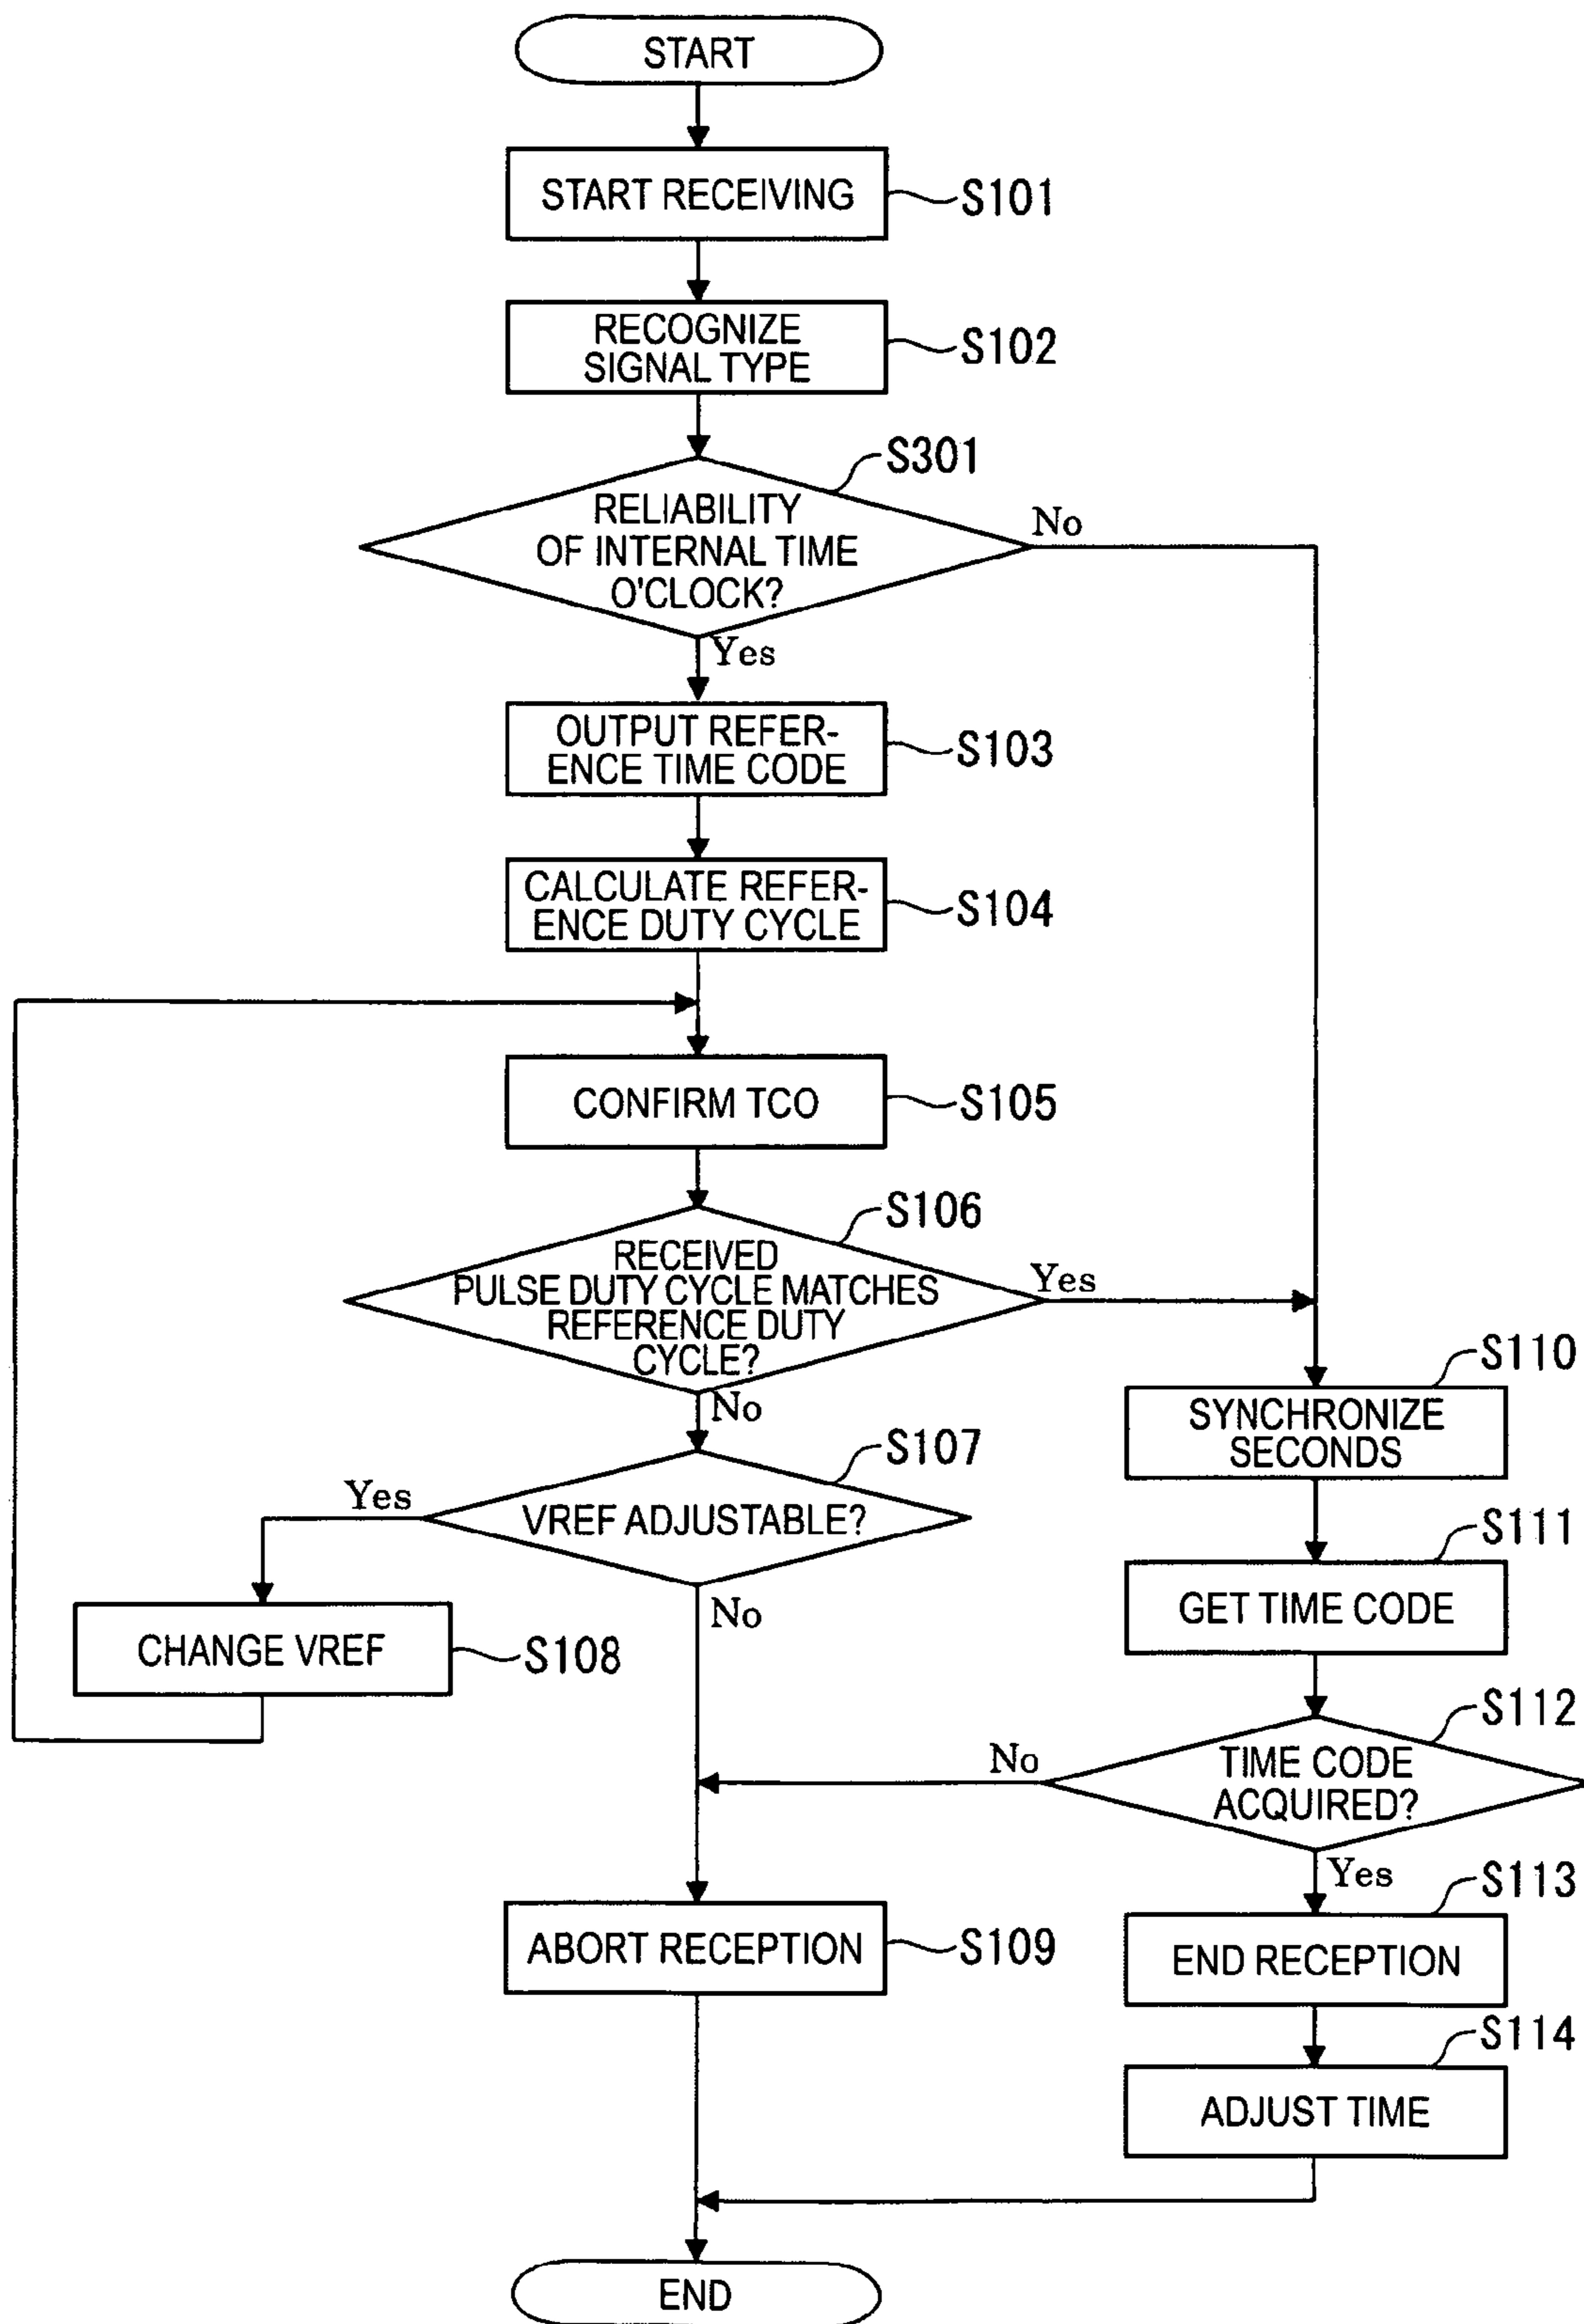 START
START RECEIVING
S101
RECOGNIZE
SIGNAL TYPE
S102
S301
RELIABILITY
OF INTERNAL TIME
O'CLOCK?
No
Yes
OUTPUT REFER-
ENCE TIME CODE
S103
CALCULATE REFER-
ENCE DUTY CYCLE
S104
CONFIRM TCO
S105
S106
RECEIVED
PULSE DUTY CYCLE MATCHES
REFERENCE DUTY
CYCLE?
Yes
No
S107
VREF ADJUSTABLE?
Yes
No
CHANGE VREF
S108
S110
SYNCHRONIZE
SECONDS
S111
GET TIME CODE
S112
TIME CODE
ACQUIRED?
No
Yes
ABORT RECEPTION
S109
S113
END RECEPTION
S114
ADJUST TIME
END